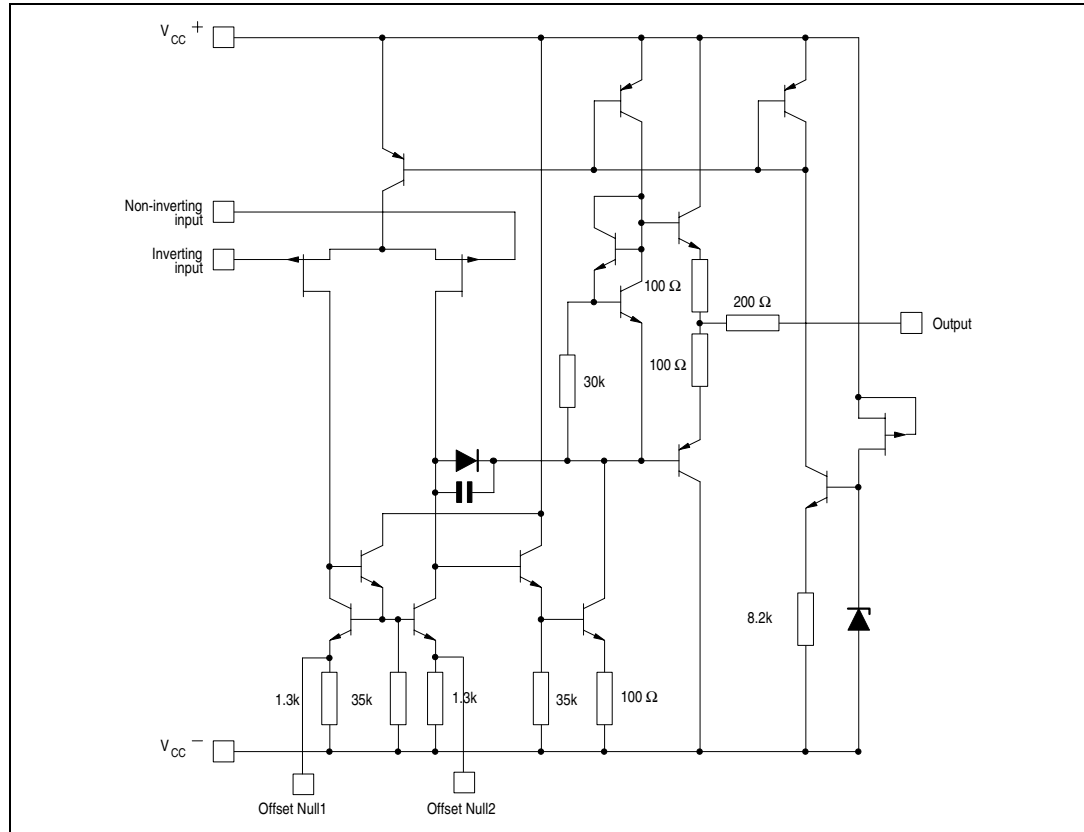 V CC +
Non-inverting
input
Inverting
input
100 Ω
200 Ω
Output
100 Ω
30k
8.2k
1.3k
35k
1.3k
35k
100 Ω
V CC −
Offset Null1
Offset Null2